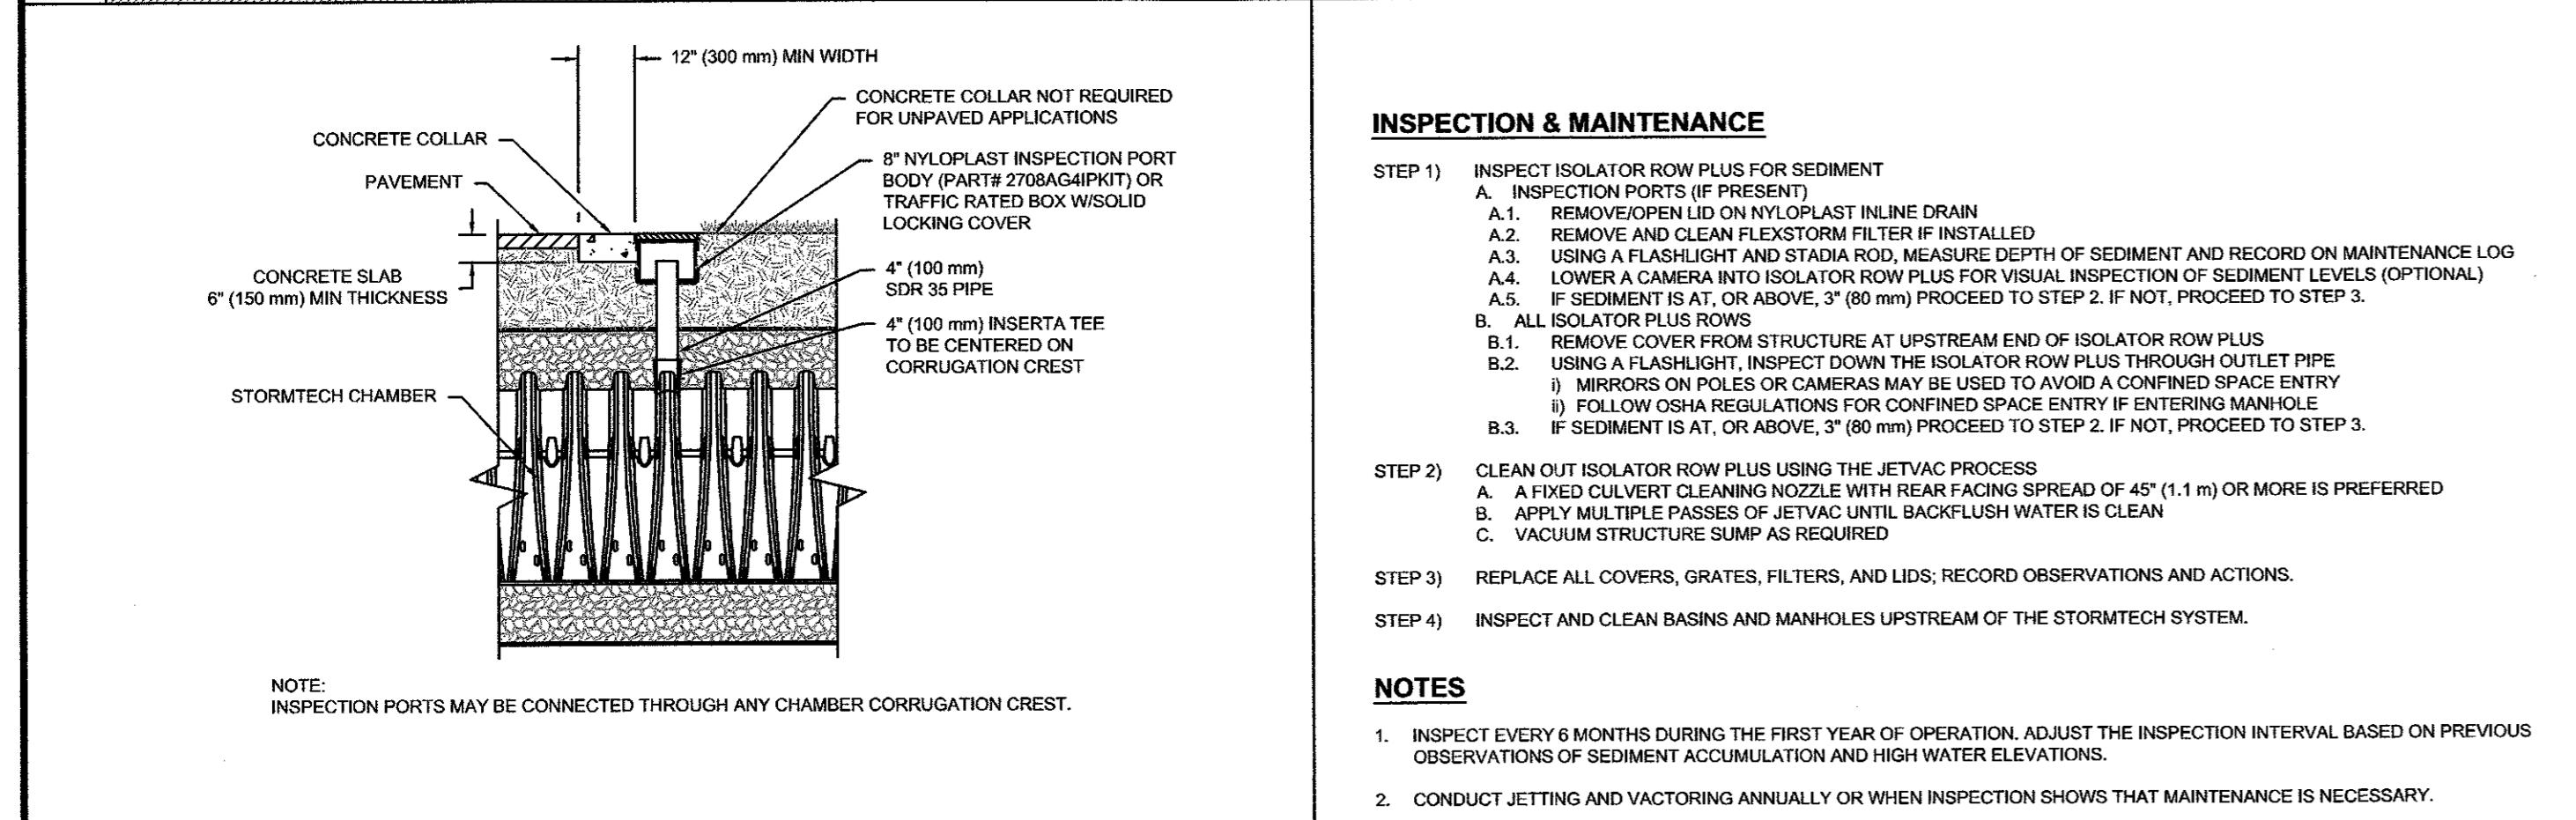 12" (300 mm) MIN WIDTH
CONCRETE COLLAR NOT REQUIRED
FOR UNPAVED APPLICATIONS
CONCRETE COLLAR
8" NYLOPLAST INSPECTION PORT
BODY (PART# 2708AG4IPKIT) OR
TRAFFIC RATED BOX W/SOLID
LOCKING COVER
PAVEMENT
CONCRETE SLAB
6" (150 mm) MIN THICKNESS
4" (100 mm)
SDR 35 PIPE
4" (100 mm) INSERTA TEE
TO BE CENTERED ON
CORRUGATION CREST
STORMTECH CHAMBER
NOTE:
INSPECTION PORTS MAY BE CONNECTED THROUGH ANY CHAMBER CORRUGATION CREST.
INSPECTION & MAINTENANCE
STEP 1) INSPECT ISOLATOR ROW PLUS FOR SEDIMENT
A. INSPECTION PORTS (IF PRESENT)
A.1. REMOVE/OPEN LID ON NYLOPLAST INLINE DRAIN
A.2. REMOVE AND CLEAN FLEXSTORM FILTER IF INSTALLED
A.3. USING A FLASHLIGHT AND STADIA ROD, MEASURE DEPTH OF SEDIMENT AND RECORD ON MAINTENANCE LOG
A.4. LOWER A CAMERA INTO ISOLATOR ROW PLUS FOR VISUAL INSPECTION OF SEDIMENT LEVELS (OPTIONAL)
A.5. IF SEDIMENT IS AT, OR ABOVE, 3" (80 mm) PROCEED TO STEP 2. IF NOT, PROCEED TO STEP 3.
B. ALL ISOLATOR PLUS ROWS
B.1. REMOVE COVER FROM STRUCTURE AT UPSTREAM END OF ISOLATOR ROW PLUS
B.2. USING A FLASHLIGHT, INSPECT DOWN THE ISOLATOR ROW PLUS THROUGH OUTLET PIPE
i) MIRRORS ON POLES OR CAMERAS MAY BE USED TO AVOID A CONFINED SPACE ENTRY
ii) FOLLOW OSHA REGULATIONS FOR CONFINED SPACE ENTRY IF ENTERING MANHOLE
B.3. IF SEDIMENT IS AT, OR ABOVE, 3" (80 mm) PROCEED TO STEP 2. IF NOT, PROCEED TO STEP 3.
STEP 2) CLEAN OUT ISOLATOR ROW PLUS USING THE JETVAC PROCESS
A. A FIXED CULVERT CLEANING NOZZLE WITH REAR FACING SPREAD OF 45" (1.1 m) OR MORE IS PREFERRED
B. APPLY MULTIPLE PASSES OF JETVAC UNTIL BACKFLUSH WATER IS CLEAN
C. VACUUM STRUCTURE SUMP AS REQUIRED
STEP 3) REPLACE ALL COVERS, GRATES, FILTERS, AND LIDS; RECORD OBSERVATIONS AND ACTIONS.
STEP 4) INSPECT AND CLEAN BASINS AND MANHOLES UPSTREAM OF THE STORMTECH SYSTEM.
NOTES
1. INSPECT EVERY 6 MONTHS DURING THE FIRST YEAR OF OPERATION. ADJUST THE INSPECTION INTERVAL BASED ON PREVIOUS
OBSERVATIONS OF SEDIMENT ACCUMULATION AND HIGH WATER ELEVATIONS.
2. CONDUCT JETTING AND VACTORING ANNUALLY OR WHEN INSPECTION SHOWS THAT MAINTENANCE IS NECESSARY.